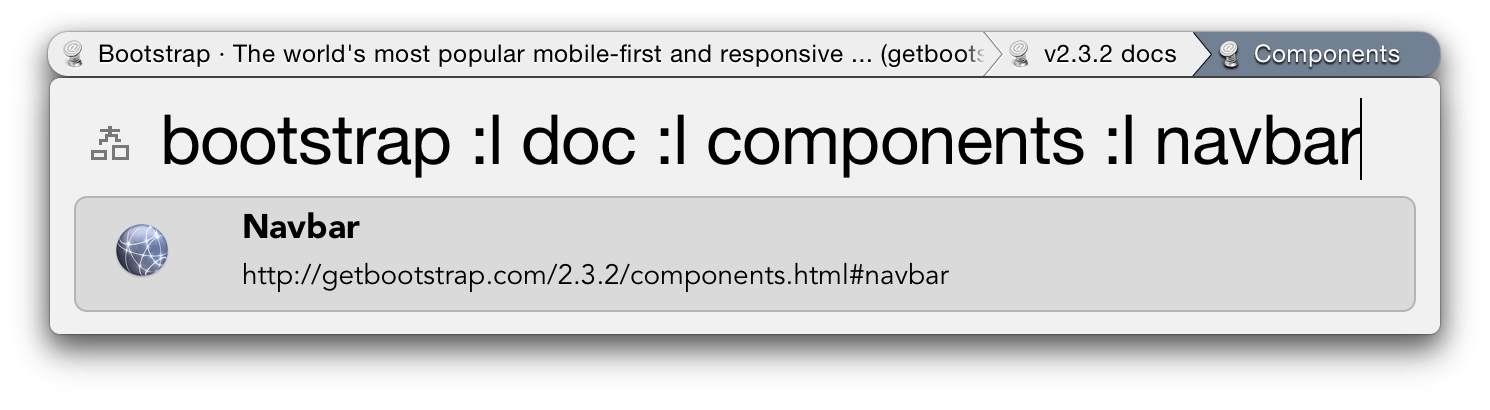 Bootstrap · The world's most popular mobile-first and responsive ... (getboots v2.3.2 docs Components
bootstrap :l doc :l components :l navbar
Navbar
http://getbootstrap.com/2.3.2/components.html#navbar